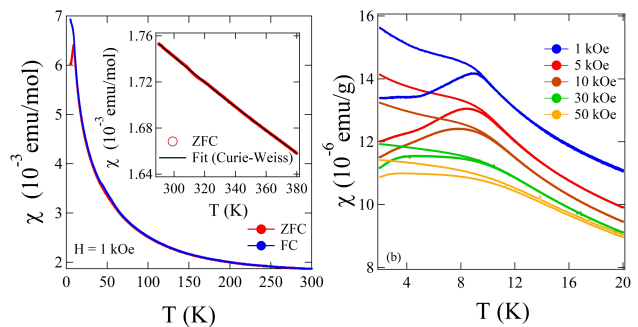 χ (10⁻³ emu/mol)
7
6
5
4
3
2
0
50
100
150
200
250
300
T (K)
H = 1 kOe
ZFC
FC
χ (10⁻³ emu/mol)
1.76
1.72
1.68
1.64
300
320
340
360
380
T (K)
ZFC
Fit (Curie-Weiss)
χ (10⁻⁶ emu/g)
16
14
12
10
8
4
8
12
16
20
T (K)
(b)
1 kOe
5 kOe
10 kOe
30 kOe
50 kOe